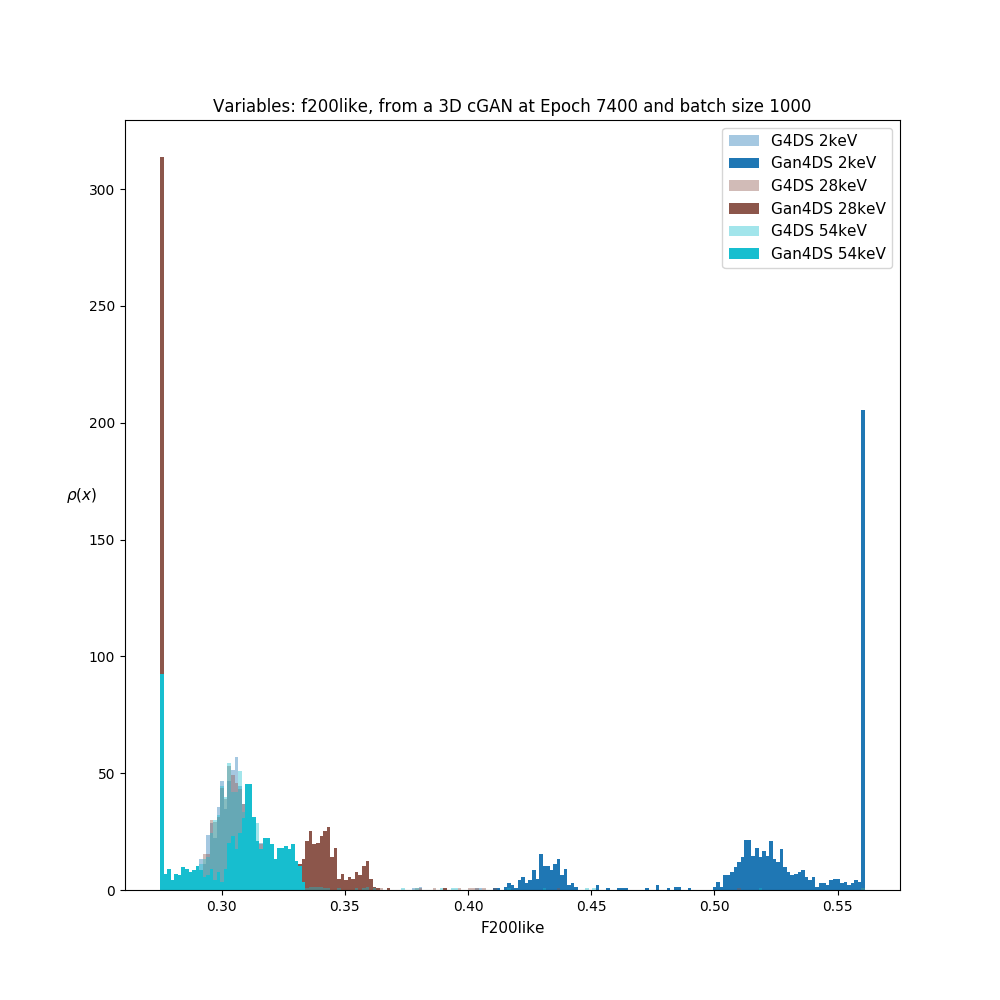 Variables: f200like, from a 3D cGAN at Epoch 7400 and batch size 1000
G4DS 2keV
Gan4DS 2keV
G4DS 28keV
Gan4DS 28keV
G4DS 54keV
Gan4DS 54keV
300
250
200
ρ(x)
150
100
50
0
0.30 0.35 0.40 0.45 0.50 0.55
F200like